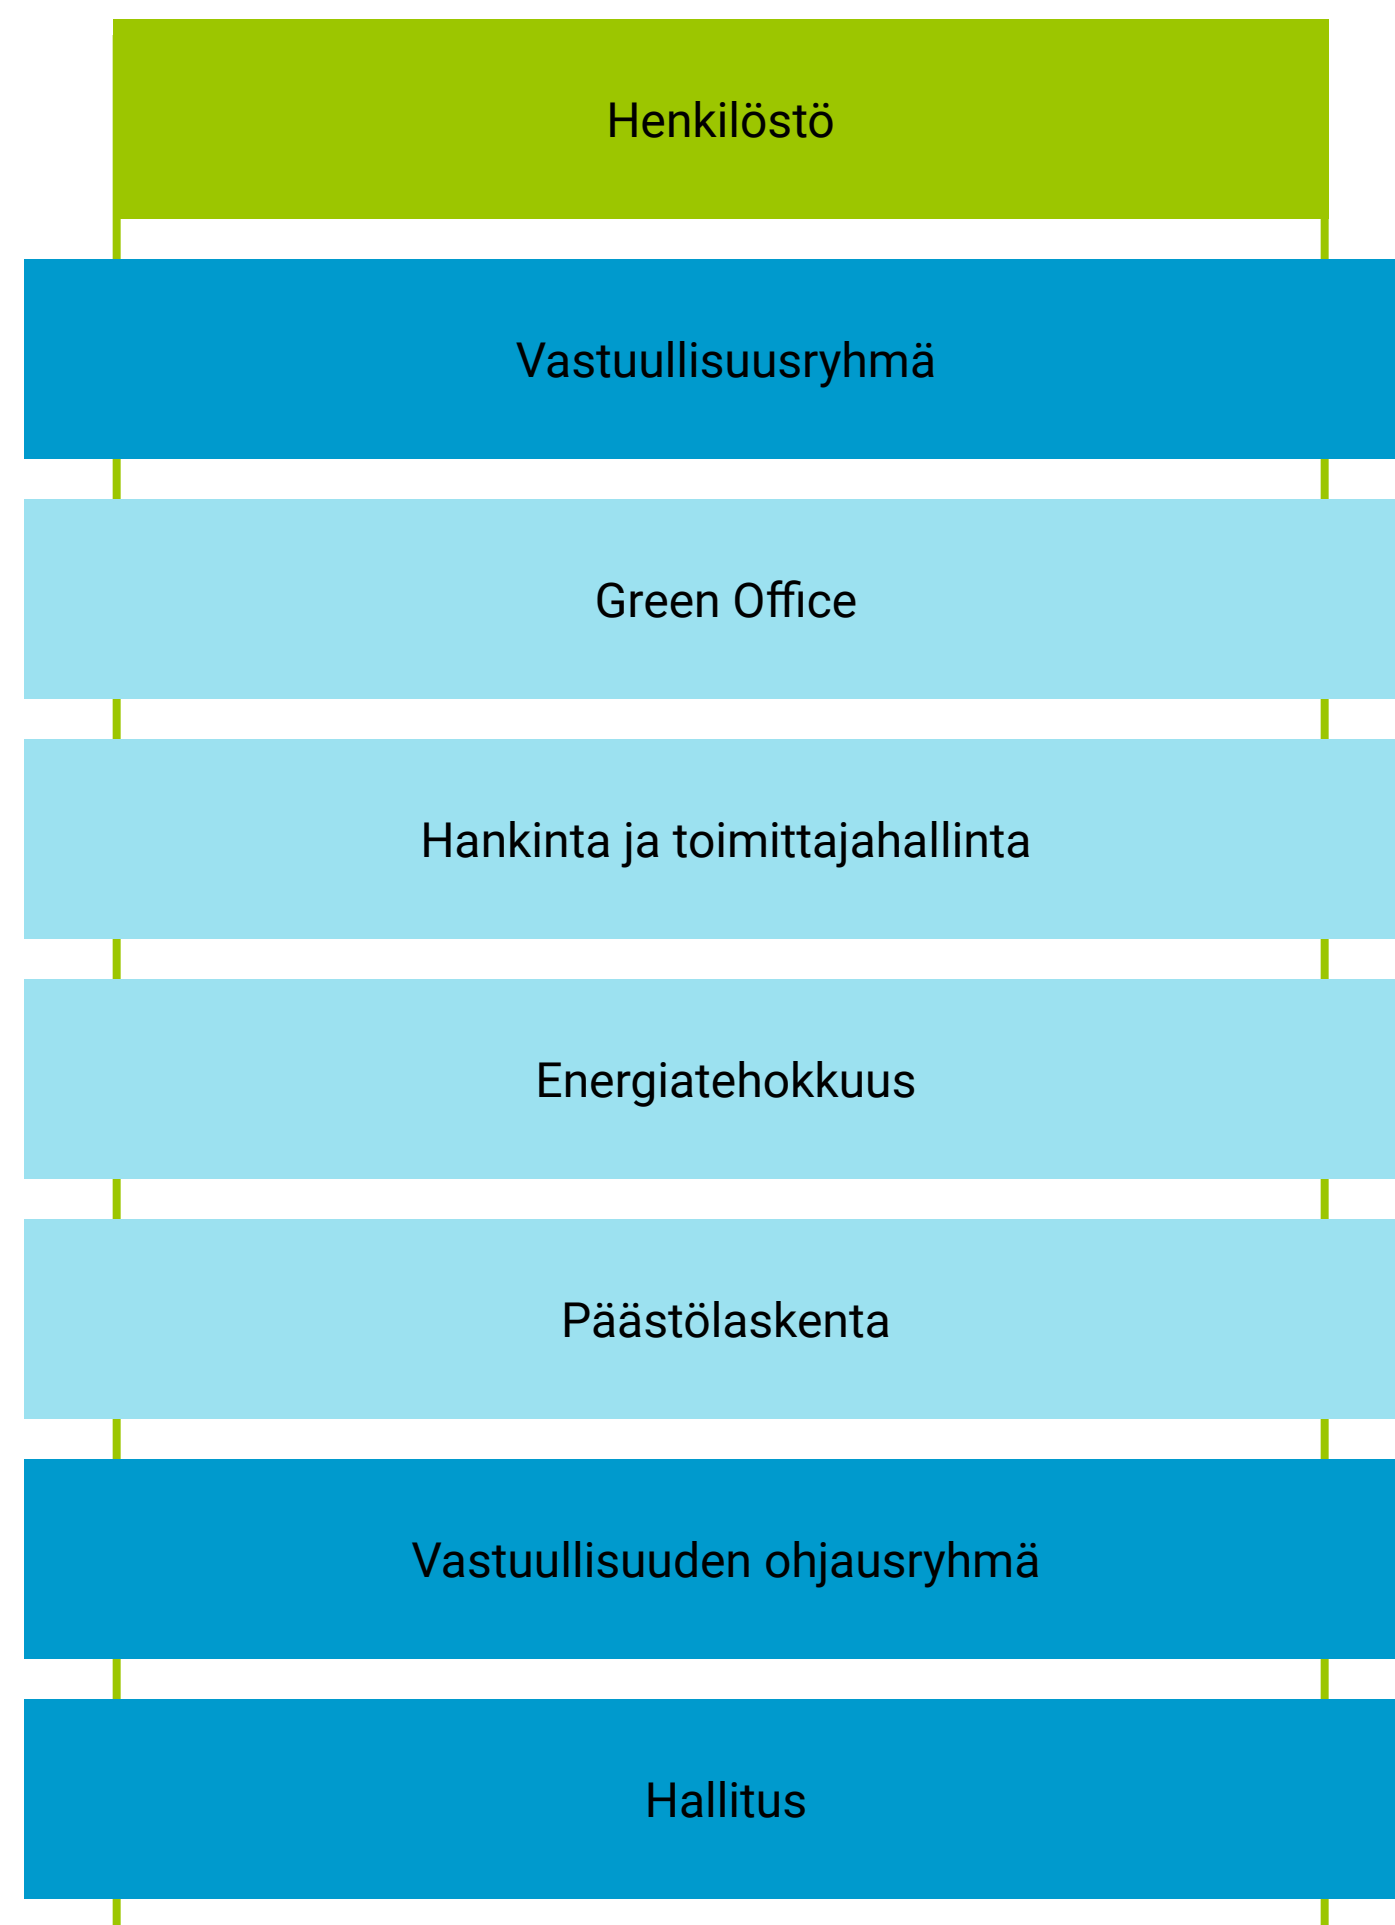 Henkilöstö
Vastuullisuusryhmä
Green Office
Hankinta ja toimittajahallinta
Energiatehokkuus
Päästölaskenta
Vastuullisuuden ohjausryhmä
Hallitus